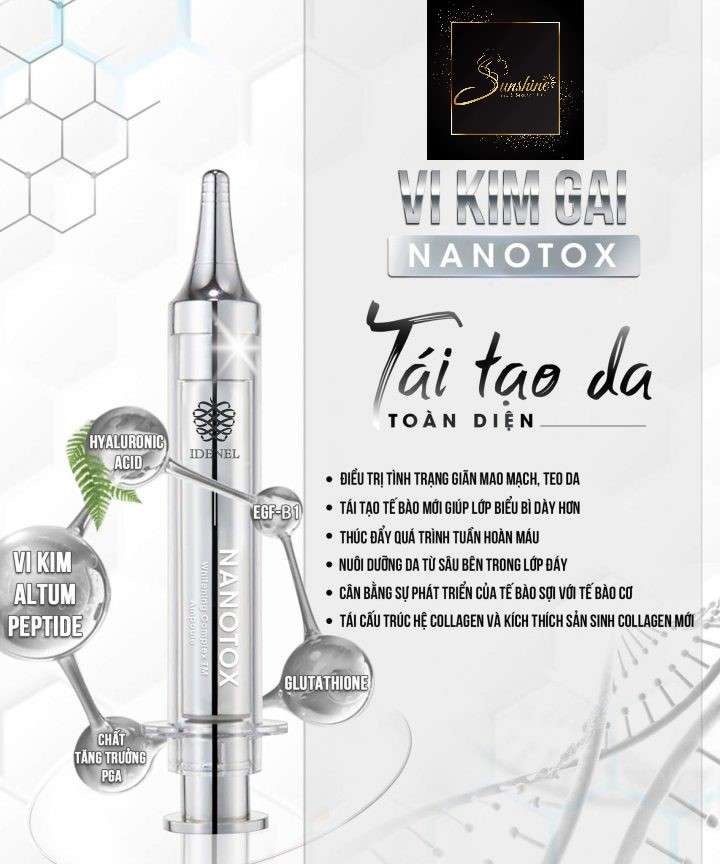 Sunshine
VI KIM GAI
NANOTOX
Tái tạo da
TOÀN DIỆN
ĐIỀU TRỊ TÌNH TRẠNG GIÃN MAO MẠCH, TEO DA
TÁI TẠO TẾ BÀO MỚI GIÚP LỚP BIỂU BÌ DÀY HƠN
THÚC ĐẨY QUÁ TRÌNH TUẦN HOÀN MÁU
NUÔI DƯỠNG DA TỪ SÂU BÊN TRONG LỚP ĐÁY
CÂN BẰNG SỰ PHÁT TRIỂN CỦA TẾ BÀO SỢI VỚI TẾ BÀO CƠ
TÁI CẤU TRÚC HỆ COLLAGEN VÀ KÍCH THÍCH SẢN SINH COLLAGEN MỚI
HYALURONIC
ACID
EGF-B1
VI KIM
ALTUM
PEPTIDE
GLUTATHIONE
CHẤT
TĂNG TRƯỞNG
PGA
IDENEL
NANOTOX
Whitening Complex TM
Ampoule